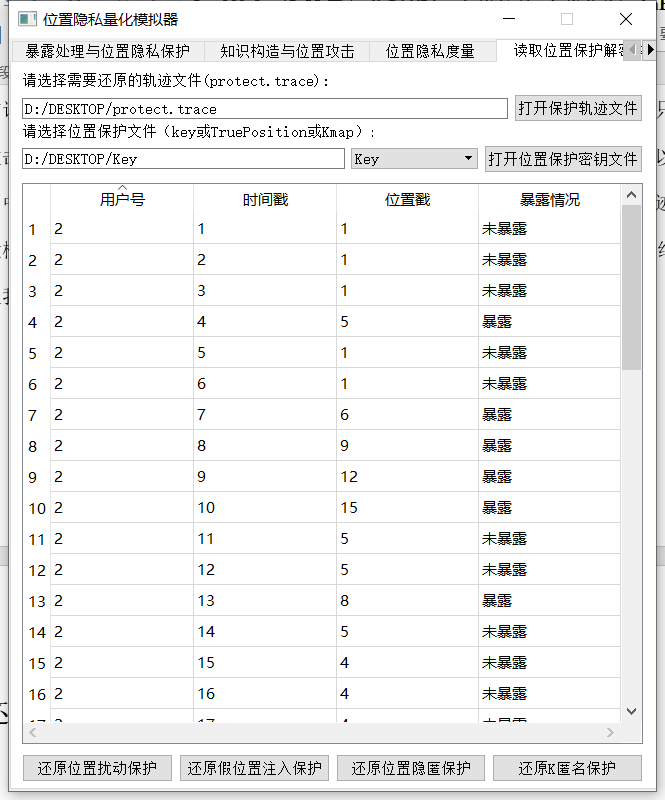 位置隐私量化模拟器
暴露处理与位置隐私保护 知识构造与位置攻击 位置隐私度量 读取位置保护解密
请选择需要还原的轨迹文件(protect.trace):
D:/DESKTOP/protect.trace 打开保护轨迹文件
请选择位置保护文件（key或TruePosition或Kmap）:
D:/DESKTOP/Key Key 打开位置保护密钥文件
用户号 时间戳 位置戳 暴露情况
1 2 1 1 未暴露
2 2 2 1 未暴露
3 2 3 1 未暴露
4 2 4 5 暴露
5 2 5 1 未暴露
6 2 6 1 未暴露
7 2 7 6 暴露
8 2 8 9 暴露
9 2 9 12 暴露
10 2 10 15 暴露
11 2 11 5 未暴露
12 2 12 5 未暴露
13 2 13 8 暴露
14 2 14 5 未暴露
15 2 15 4 未暴露
16 2 16 4 未暴露
17 2 17 4 未暴露
还原位置扰动保护 还原假位置注入保护 还原位置隐匿保护 还原K匿名保护